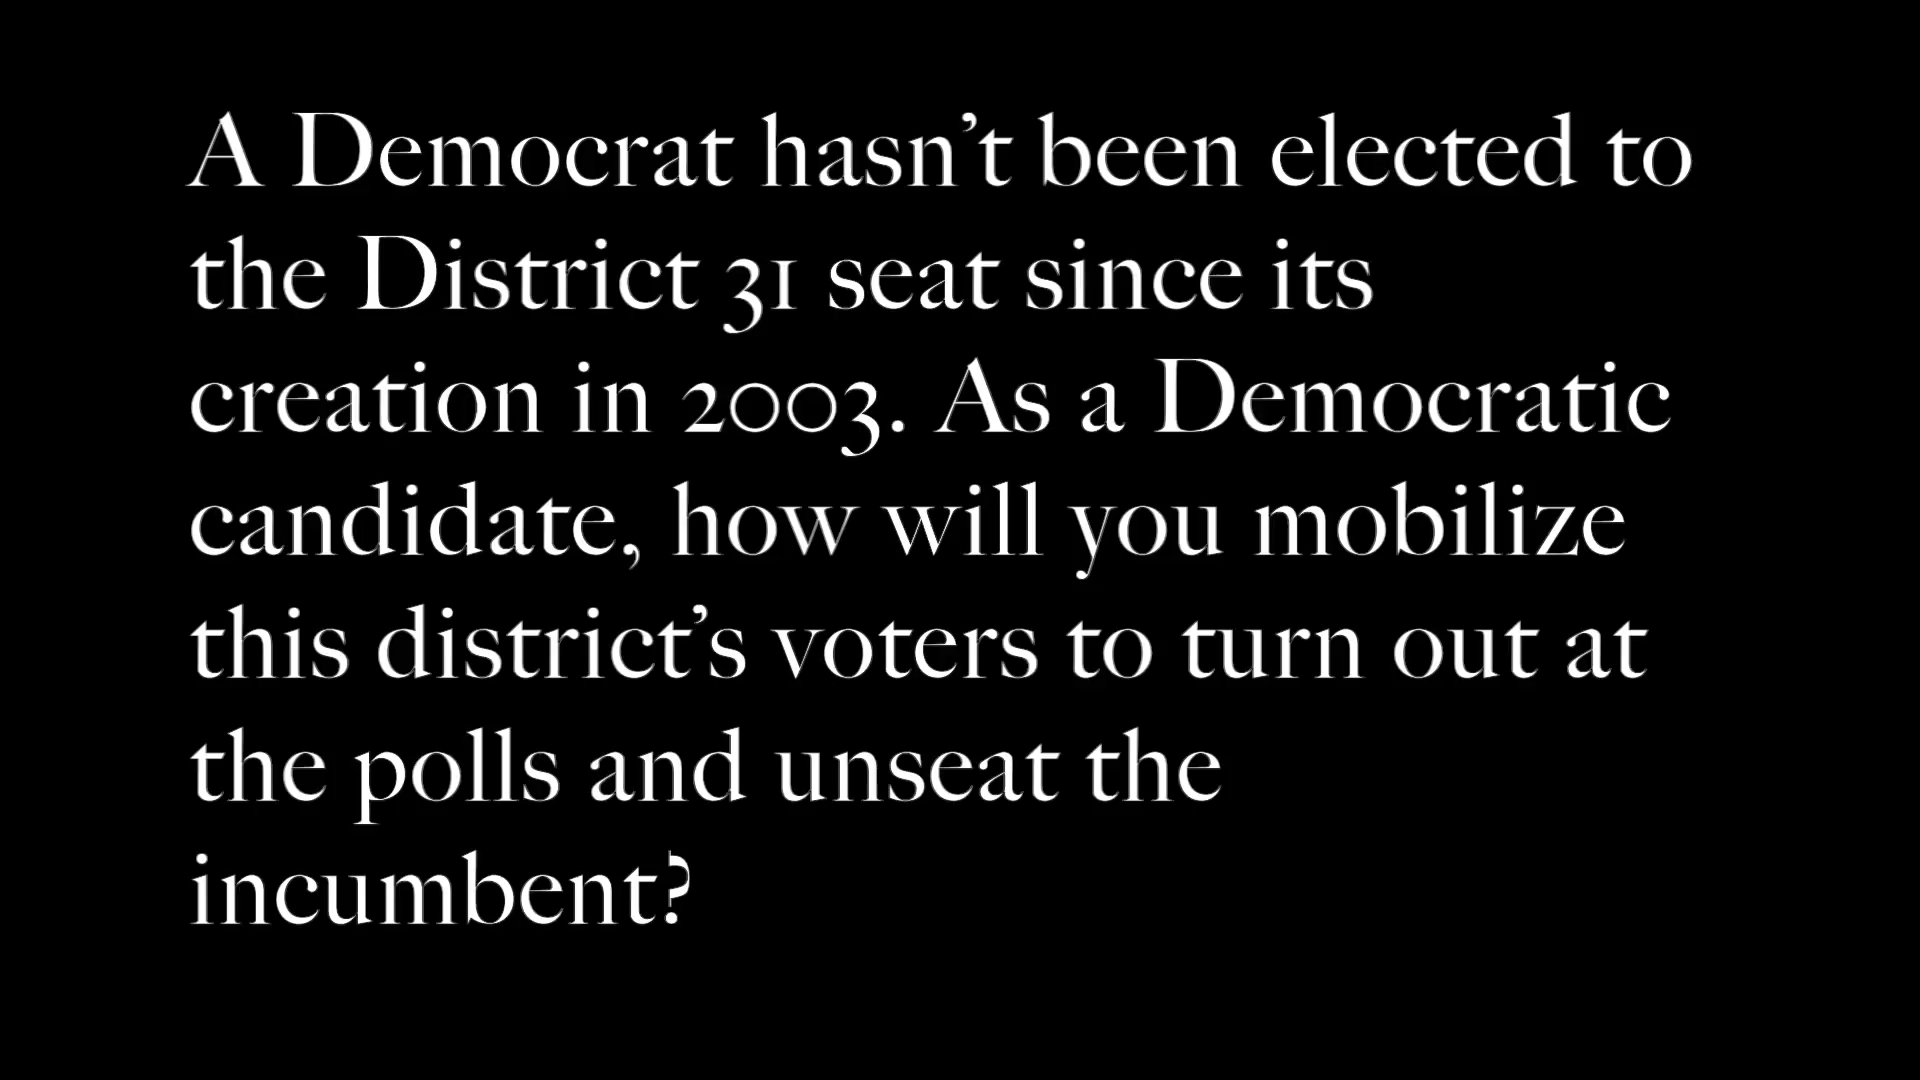 A Democrat hasn’t been elected to
the District 31 seat since its
creation in 2003. As a Democratic
candidate, how will you mobilize
this district’s voters to turn out at
the polls and unseat the
incumbent?